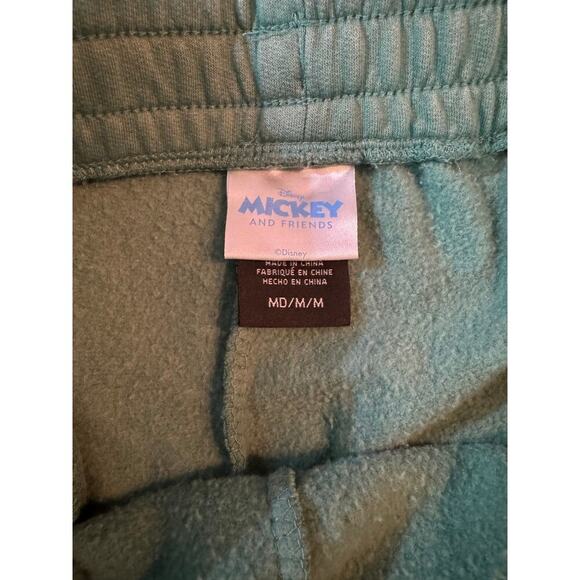 Disney
MICKEY
AND FRIENDS
©Disney
MADE IN CHINA
FABRIQUÉ EN CHINE
HECHO EN CHINA
MD/M/M